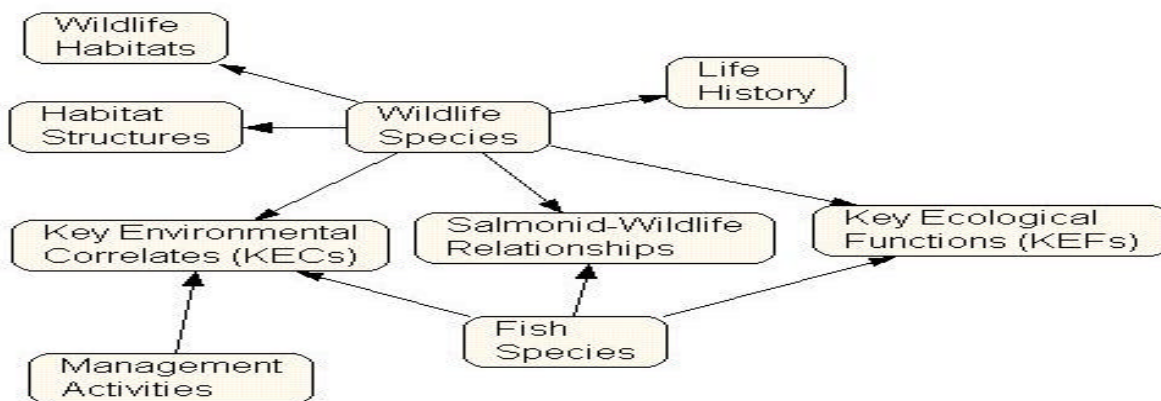 Wildlife
Habitats
Life
History
Habitat
Structures
Wildlife
Species
Key Environmental
Correlates (KECs)
Salmonid-Wildlife
Relationships
Key Ecological
Functions (KEFs)
Fish
Species
Management
Activities